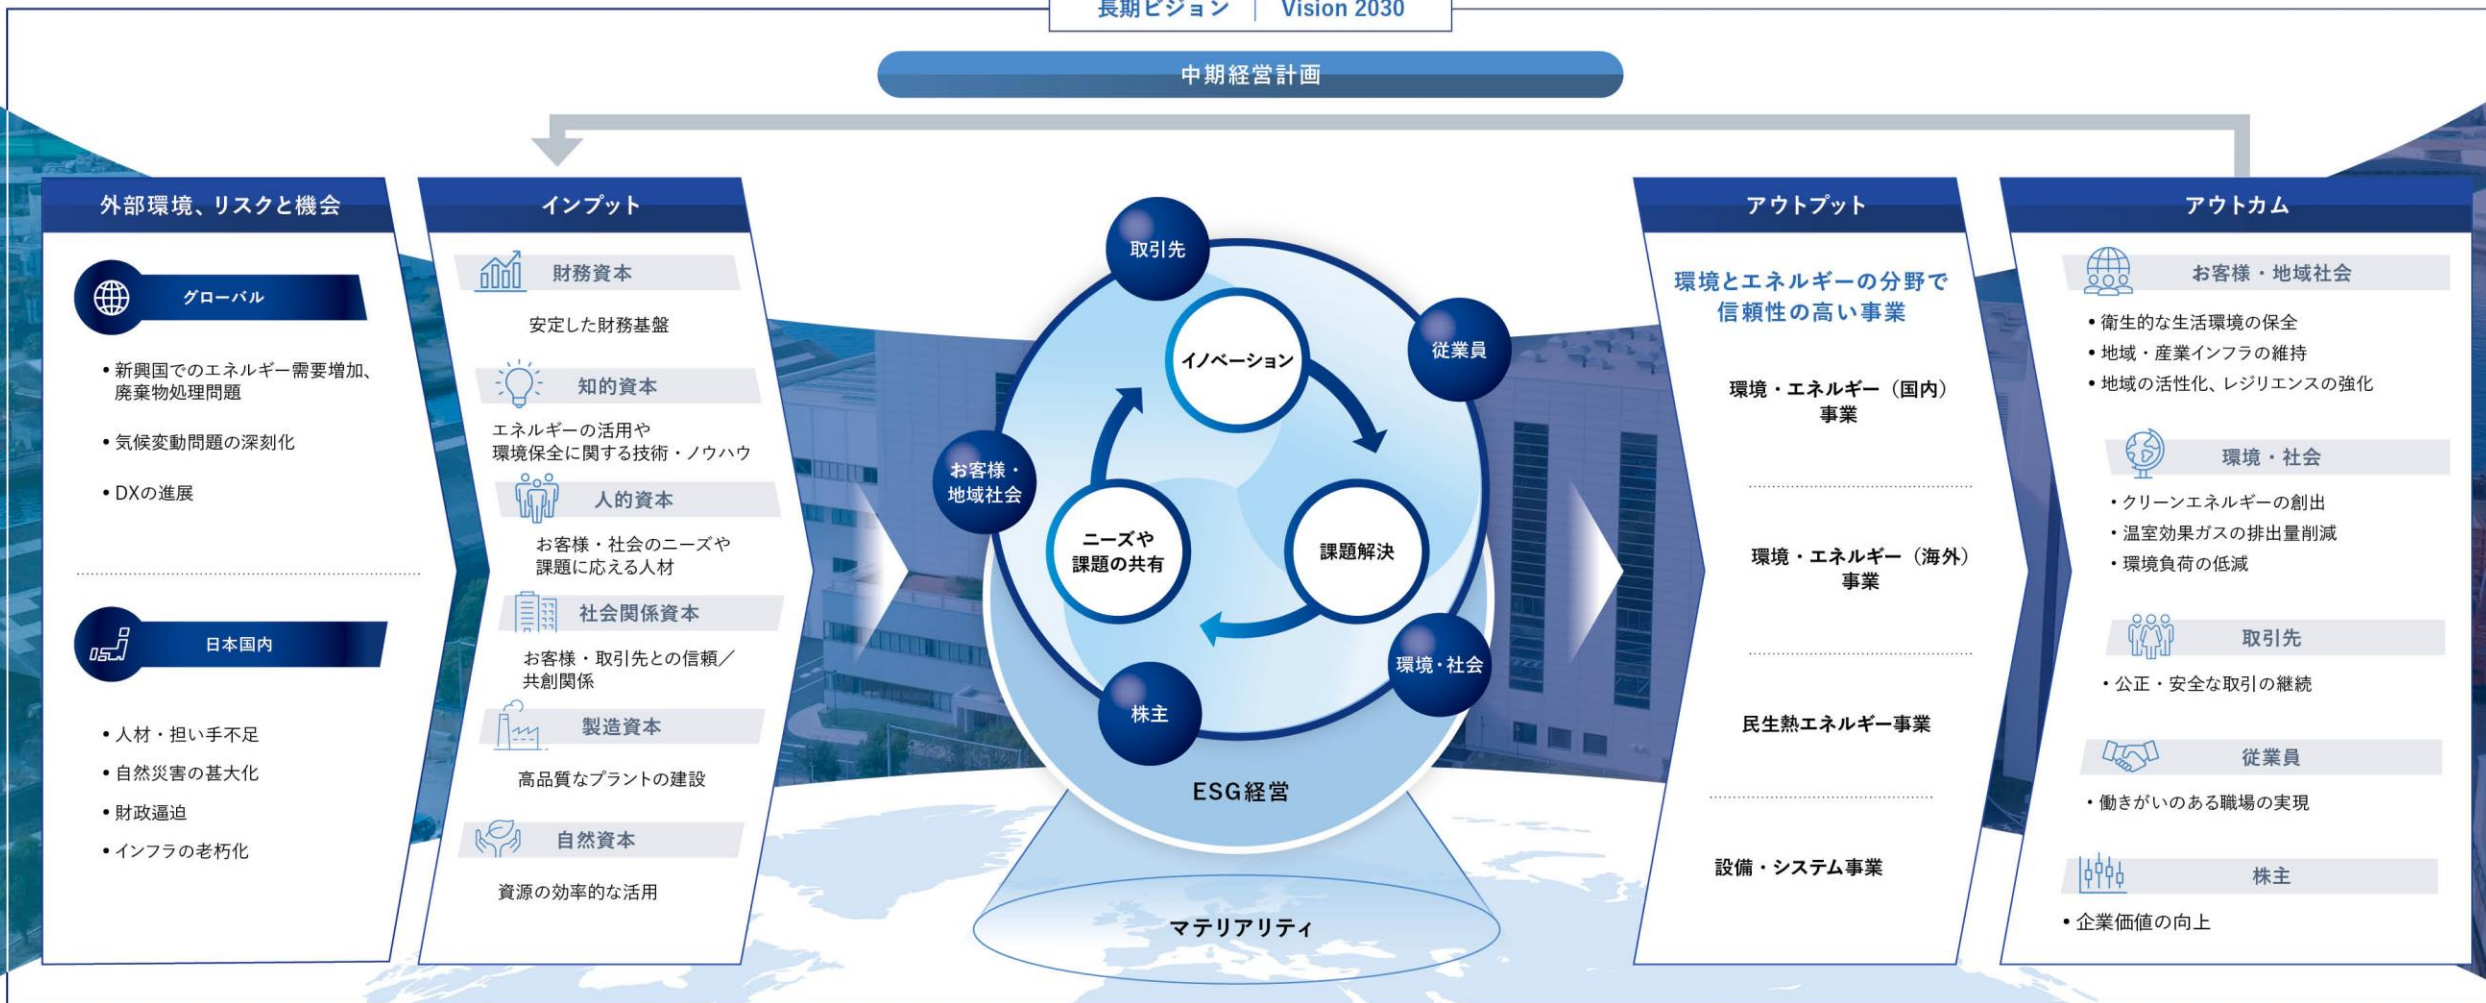 長期ビジョン | Vision 2030
中期経営計画
外部環境、リスクと機会
グローバル
• 新興国でのエネルギー需要増加、
廃棄物処理問題
• 気候変動問題の深刻化
• DXの進展
日本国内
• 人材・担い手不足
• 自然災害の甚大化
• 財政逼迫
• インフラの老朽化
インプット
財務資本
安定した財務基盤
知的資本
エネルギーの活用や
環境保全に関する技術・ノウハウ
人的資本
お客様・社会のニーズや
課題に応える人材
社会関係資本
お客様・取引先との信頼／
共創関係
製造資本
高品質なプラントの建設
自然資本
資源の効率的な活用
取引先
従業員
お客様・
地域社会
環境・社会
株主
イノベーション
課題解決
ニーズや
課題の共有
ESG経営
マテリアリティ
アウトプット
環境とエネルギーの分野で
信頼性の高い事業
環境・エネルギー（国内）
事業
環境・エネルギー（海外）
事業
民生熱エネルギー事業
設備・システム事業
アウトカム
お客様・地域社会
• 衛生的な生活環境の保全
• 地域・産業インフラの維持
• 地域の活性化、レジリエンスの強化
環境・社会
• クリーンエネルギーの創出
• 温室効果ガスの排出量削減
• 環境負荷の低減
取引先
• 公正・安全な取引の継続
従業員
• 働きがいのある職場の実現
株主
• 企業価値の向上